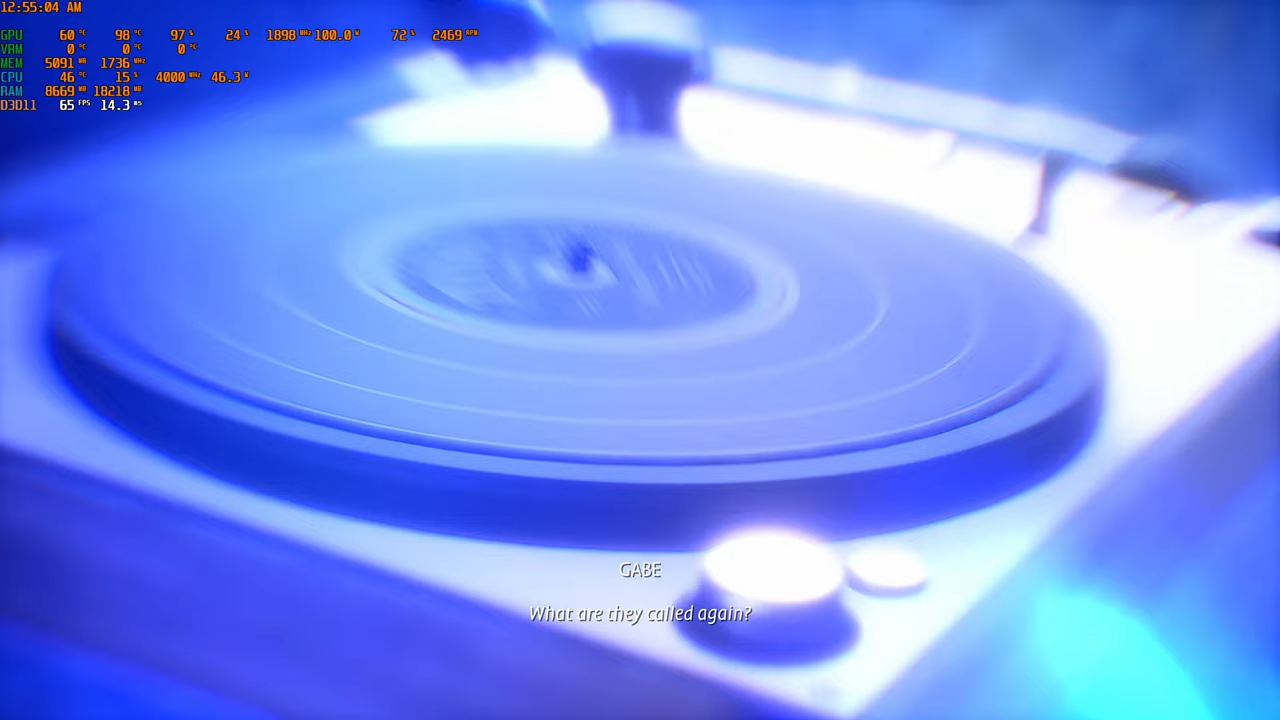 12:55:04 AM
GPU 60 °C 98 °C 97 % 24 % 1898 MHz 100.0 W 72 % 2469 RPM
VRM 0 °C 0 °C 0 °C
MEM 5091 MB 1736 MHz
CPU 46 °C 15 % 4000 MHz 46.3 W
RAM 8669 MB 18218 MB
D3D11 65 FPS 14.3 ms
GABE
What are they called again?